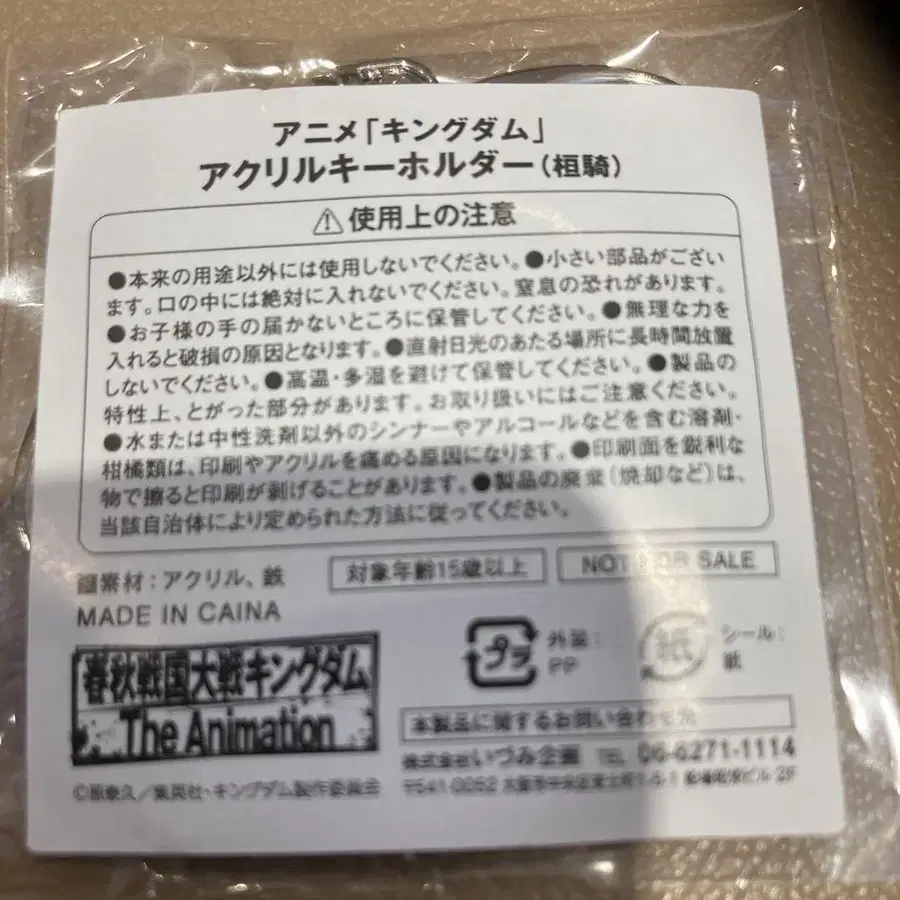 アニメ「キングダム」
アクリルキーホルダー(桓騎)
⚠使用上の注意
●本来の用途以外には使用しないでください。●小さい部品がござい
ます。口の中には絶対に入れないでください。窒息の恐れがあります。
●お子様の手の届かないところに保管してください。●無理な力を
入れると破損の原因となります。●直射日光のあたる場所に長時間放置
しないでください。●高温・多湿を避けて保管してください。●製品の
特性上、とがった部分があります。お取り扱いにはご注意ください。
●水または中性洗剤以外のシンナーやアルコールなどを含む溶剤・
柑橘類は、印刷やアクリルを痛める原因になります。●印刷面を鋭利な
物で擦ると印刷が剥げることがあります。●製品の廃棄(焼却など)は、
当該自治体により定められた方法に従ってください。
素材:アクリル、鉄
対象年齢15歳以上
NOT FOR SALE
MADE IN CAINA
プラ
外装:
PP
紙
シール:
紙
春秋戦国大戦キングダム
The Animation
本製品に関するお問い合わせ先
株式会社いづみ企画 TEL 06-6271-1114
〒541-0052 大阪市中央区
©原泰久/集英社・キングダム製作委員会